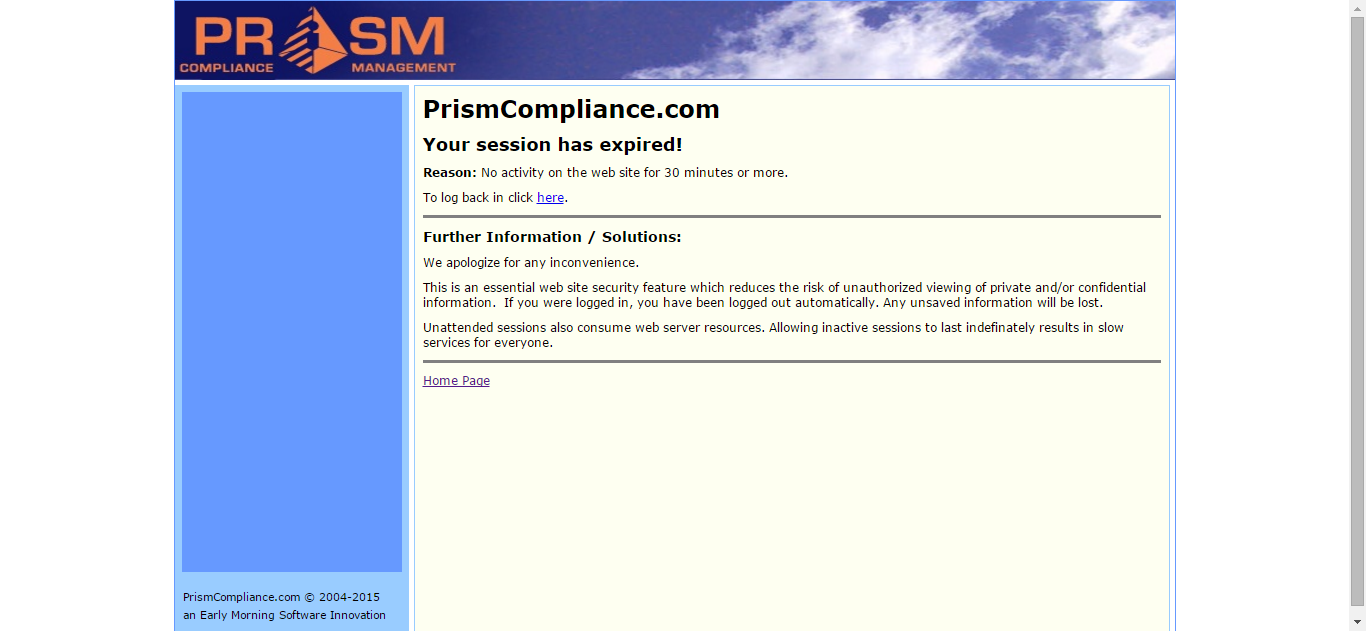 PRISM
COMPLIANCE MANAGEMENT
PrismCompliance.com
Your session has expired!
Reason: No activity on the web site for 30 minutes or more.
To log back in click here.
Further Information / Solutions:
We apologize for any inconvenience.
This is an essential web site security feature which reduces the risk of unauthorized viewing of private and/or confidential
information.  If you were logged in, you have been logged out automatically. Any unsaved information will be lost.
Unattended sessions also consume web server resources. Allowing inactive sessions to last indefinately results in slow
services for everyone.
Home Page
PrismCompliance.com © 2004-2015
an Early Morning Software Innovation